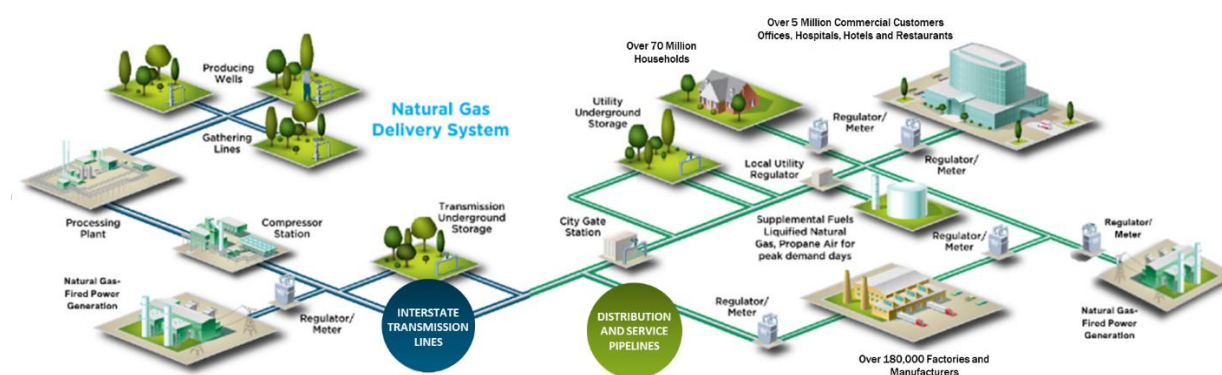 Over 5 Million Commercial Customers
Offices, Hospitals, Hotels and Restaurants
Over 70 Million
Households
Producing
Wells
Natural Gas
Delivery System
Gathering
Lines
Utility
Underground
Storage
Regulator/
Meter
Regulator/
Meter
Local Utility
Regulator
Processing
Plant
Compressor
Station
Transmission
Underground
Storage
City Gate
Station
Supplemental Fuels
Liquified Natural
Gas, Propane Air for
peak demand days
Regulator/
Meter
Regulator/
Meter
Natural Gas-
Fired Power
Generation
Regulator/
Meter
INTERSTATE
TRANSMISSION
LINES
DISTRIBUTION
AND SERVICE
PIPELINES
Regulator/
Meter
Natural Gas-
Fired Power
Generation
Over 180,000 Factories and
Manufacturers